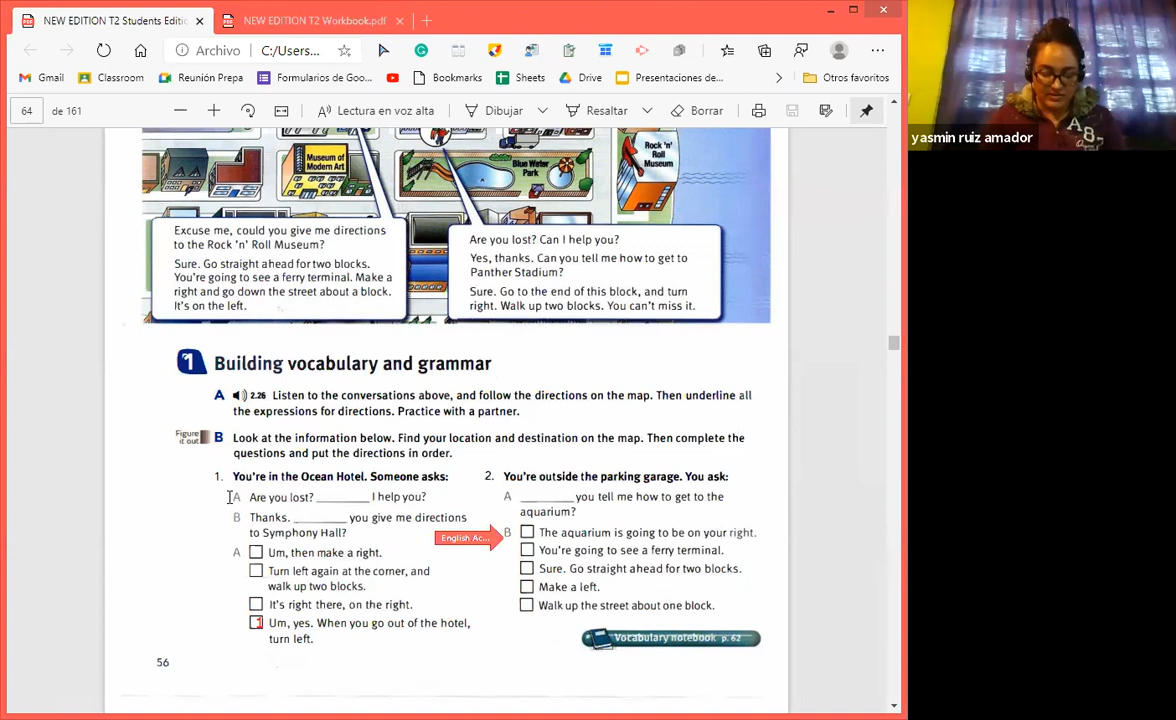 NEW EDITION T2 Students Editi
NEW EDITION T2 Workbook.pdf
Archivo
C:/Users...
Gmail
Classroom
Reunión Prepa
Formularios de Goo...
Bookmarks
Sheets
Drive
Presentaciones de...
Otros favoritos
64
de 161
Lectura en voz alta
Dibujar
Resaltar
Borrar
yasmin ruiz amador
Museum of
Modern Art
Blue Water
Park
Rock 'n'
Roll
Museum
Excuse me, could you give me directions
to the Rock 'n' Roll Museum?
Sure. Go straight ahead for two blocks.
You're going to see a ferry terminal. Make a
right and go down the street about a block.
It's on the left.
Are you lost? Can I help you?
Yes, thanks. Can you tell me how to get to
Panther Stadium?
Sure. Go to the end of this block, and turn
right. Walk up two blocks. You can't miss it.
1 Building vocabulary and grammar
A 2.26 Listen to the conversations above, and follow the directions on the map. Then underline all
the expressions for directions. Practice with a partner.
Figure
it out
B Look at the information below. Find your location and destination on the map. Then complete the
questions and put the directions in order.
1. You're in the Ocean Hotel. Someone asks:
A Are you lost? ________ I help you?
B Thanks. ________ you give me directions
to Symphony Hall?
A Um, then make a right.
Turn left again at the corner, and
walk up two blocks.
It's right there, on the right.
1 Um, yes. When you go out of the hotel,
turn left.
2. You're outside the parking garage. You ask:
A ________ you tell me how to get to the
aquarium?
English Ac...
B The aquarium is going to be on your right.
You're going to see a ferry terminal.
Sure. Go straight ahead for two blocks.
Make a left.
Walk up the street about one block.
Vocabulary notebook p. 62
56